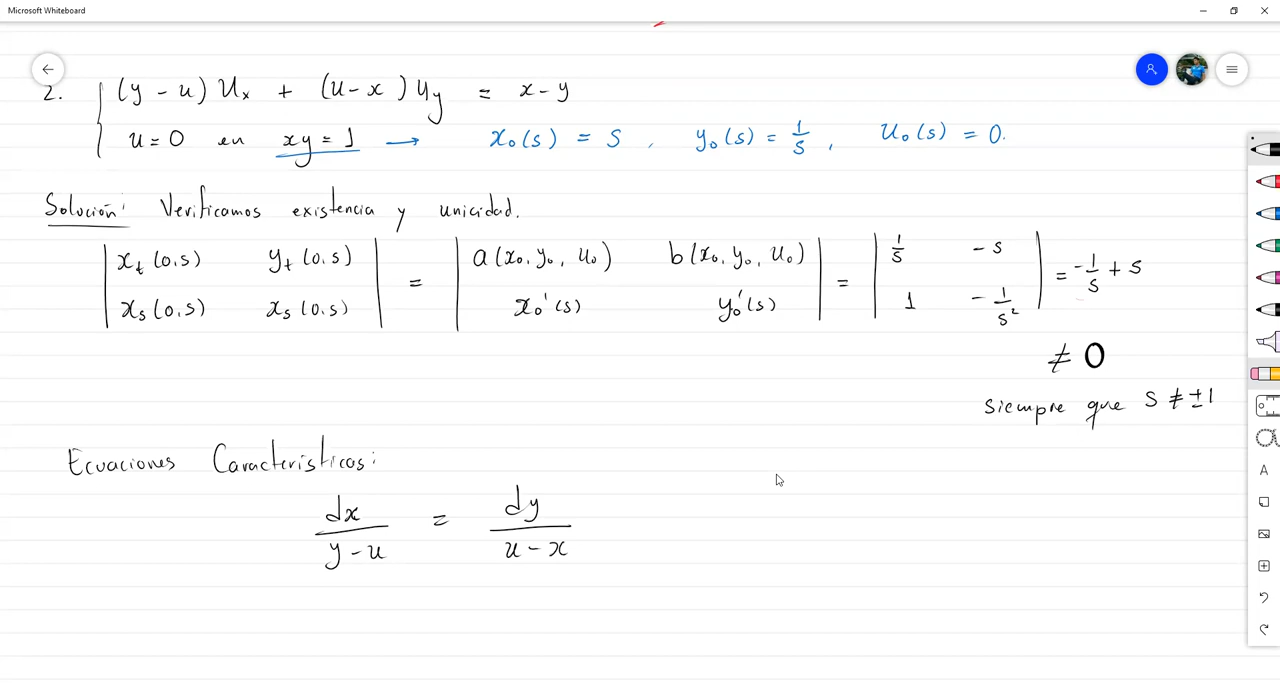 Microsoft Whiteboard
2. (y - u) Ux + (u - x) Uy = x - y
u = 0 en xy = 1 → x₀(s) = s, y₀(s) = 1/s, u₀(s) = 0.
Solución: Verificamos existencia y unicidad.
| xₜ(0,s) yₜ(0,s) | = | a(x₀, y₀, u₀) b(x₀, y₀, u₀) | = | 1/s - s | = - 1/s + s
| xₛ(0,s) xₛ(0,s) | | x₀'(s) y₀'(s) | | 1 - 1/s² |
≠ 0
siempre que s ≠ ±1
Ecuaciones Características:
dx/(y - u) = dy/(u - x)
A